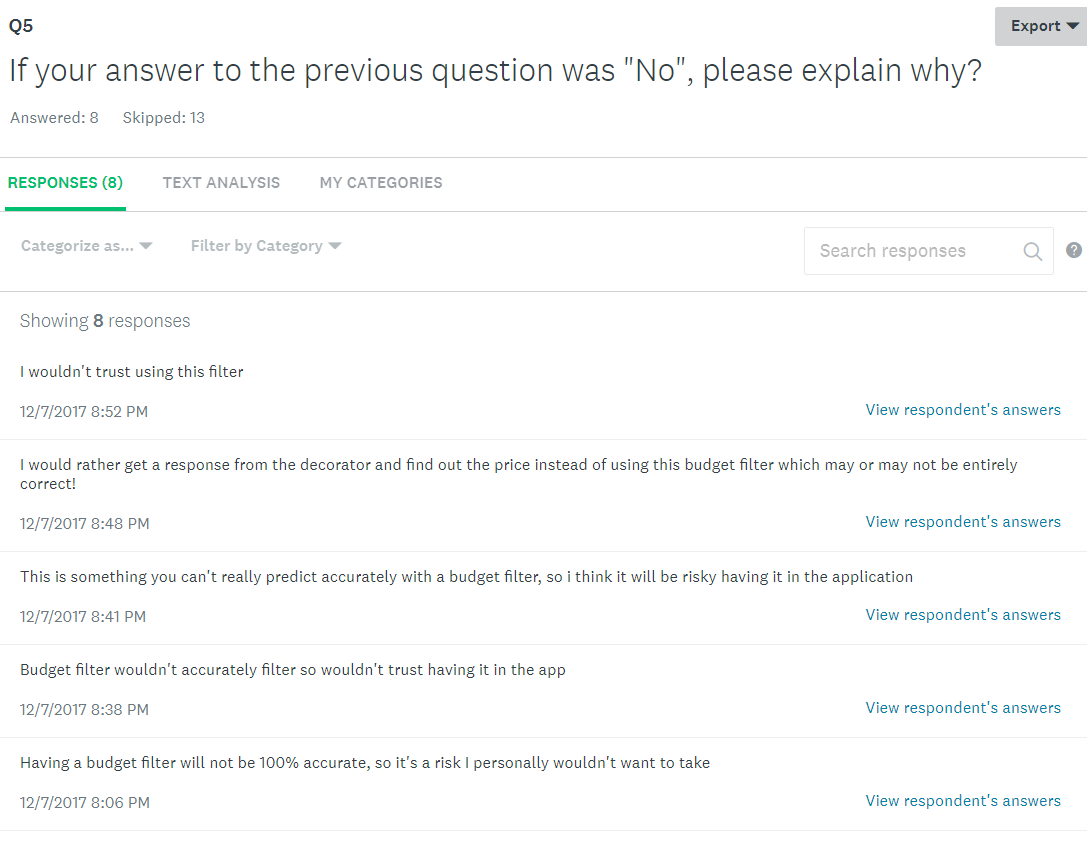 Q5
Export
If your answer to the previous question was "No", please explain why?
Answered: 8 Skipped: 13
RESPONSES (8) TEXT ANALYSIS MY CATEGORIES
Categorize as... Filter by Category Search responses ?
Showing 8 responses
I wouldn't trust using this filter
12/7/2017 8:52 PM View respondent's answers
I would rather get a response from the decorator and find out the price instead of using this budget filter which may or may not be entirely
correct!
12/7/2017 8:48 PM View respondent's answers
This is something you can't really predict accurately with a budget filter, so i think it will be risky having it in the application
12/7/2017 8:41 PM View respondent's answers
Budget filter wouldn't accurately filter so wouldn't trust having it in the app
12/7/2017 8:38 PM View respondent's answers
Having a budget filter will not be 100% accurate, so it's a risk I personally wouldn't want to take
12/7/2017 8:06 PM View respondent's answers